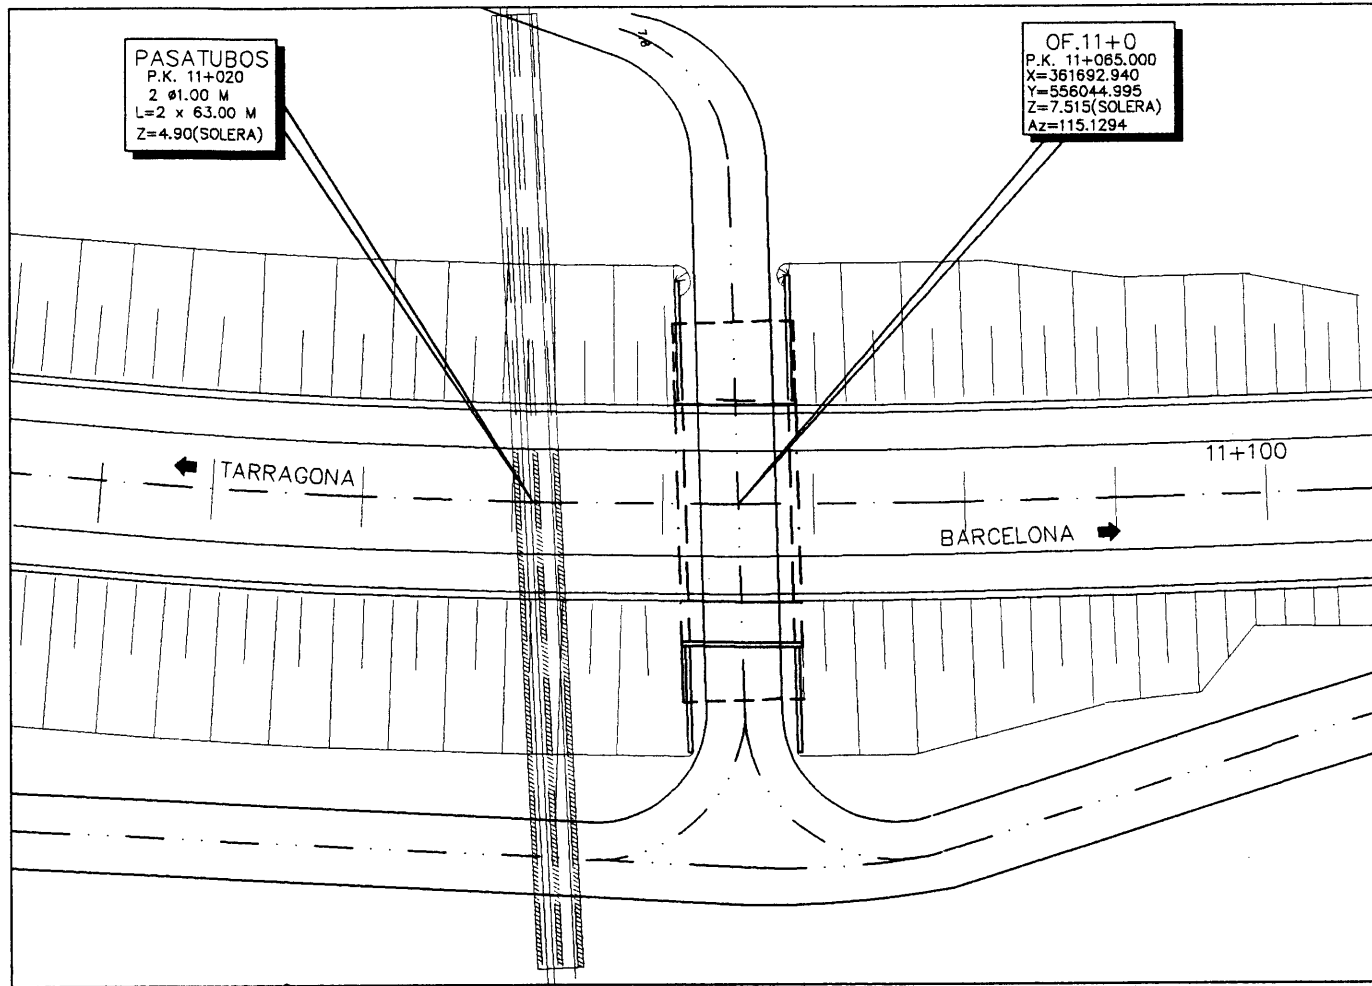 PASATUBOS
P.K. 11+020
2 ø1.00 M
L=2 x 63.00 M
Z=4.90(SOLERA)
OF.11+0
P.K. 11+065.000
X=361692.940
Y=556044.995
Z=7.515(SOLERA)
Az=115.1294
11+100
TARRAGONA
BARCELONA